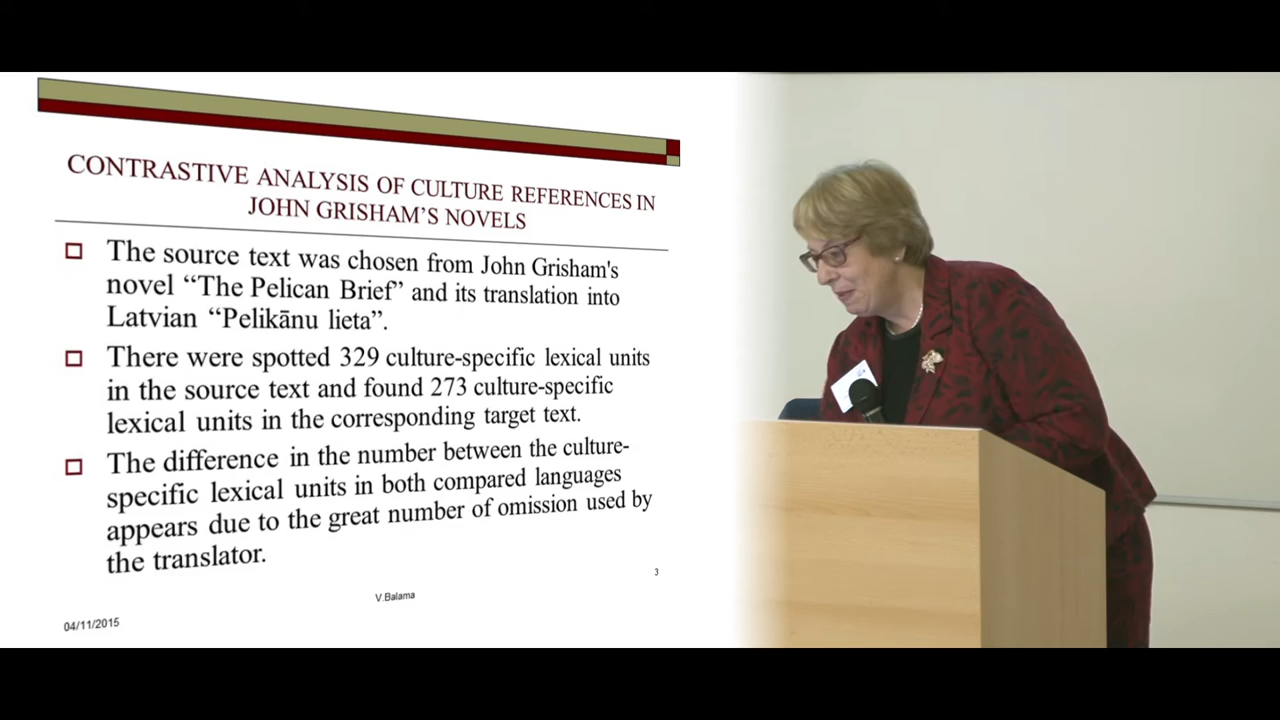 CONTRASTIVE ANALYSIS OF CULTURE REFERENCES IN
JOHN GRISHAM'S NOVELS
The source text was chosen from John Grisham's
novel “The Pelican Brief” and its translation into
Latvian “Pelikānu lieta”.
There were spotted 329 culture-specific lexical units
in the source text and found 273 culture-specific
lexical units in the corresponding target text.
The difference in the number between the culture-
specific lexical units in both compared languages
appears due to the great number of omission used by
the translator.
3
V.Balama
04/11/2015